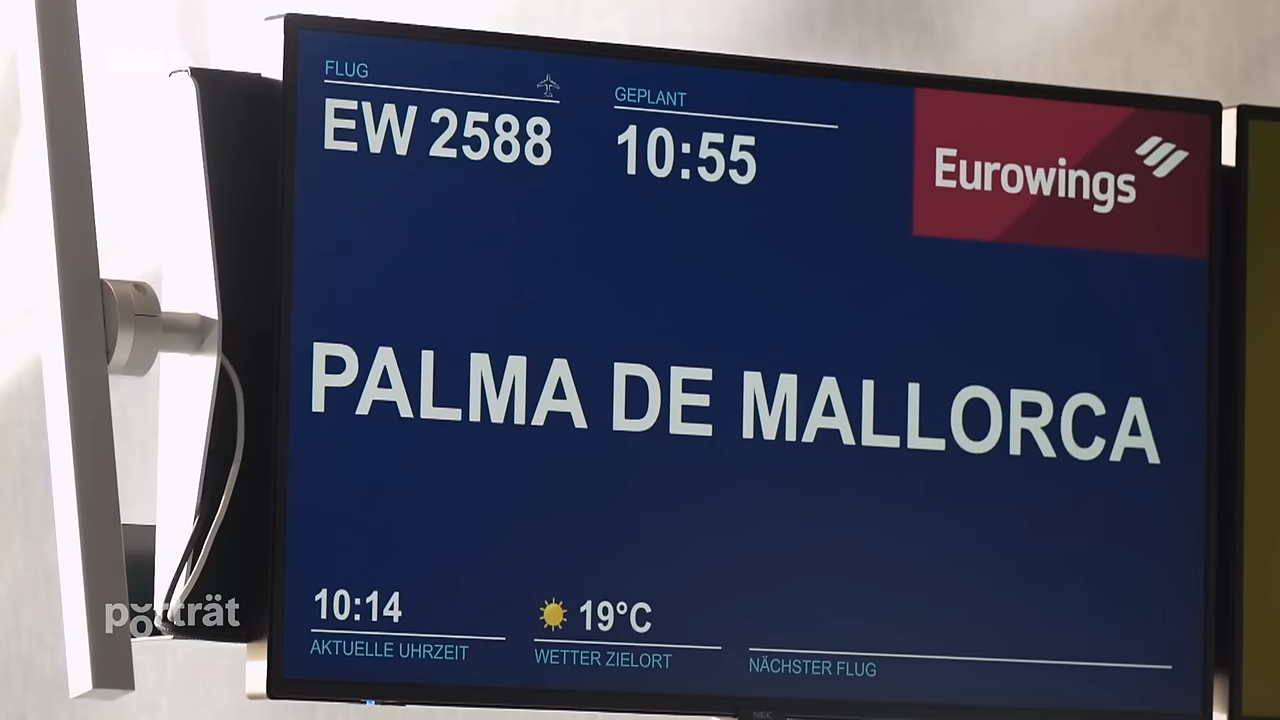 FLUG
EW 2588
GEPLANT
10:55
Eurowings
PALMA DE MALLORCA
10:14
AKTUELLE UHRZEIT
19°C
WETTER ZIELORT
NÄCHSTER FLUG
porträt
NEC